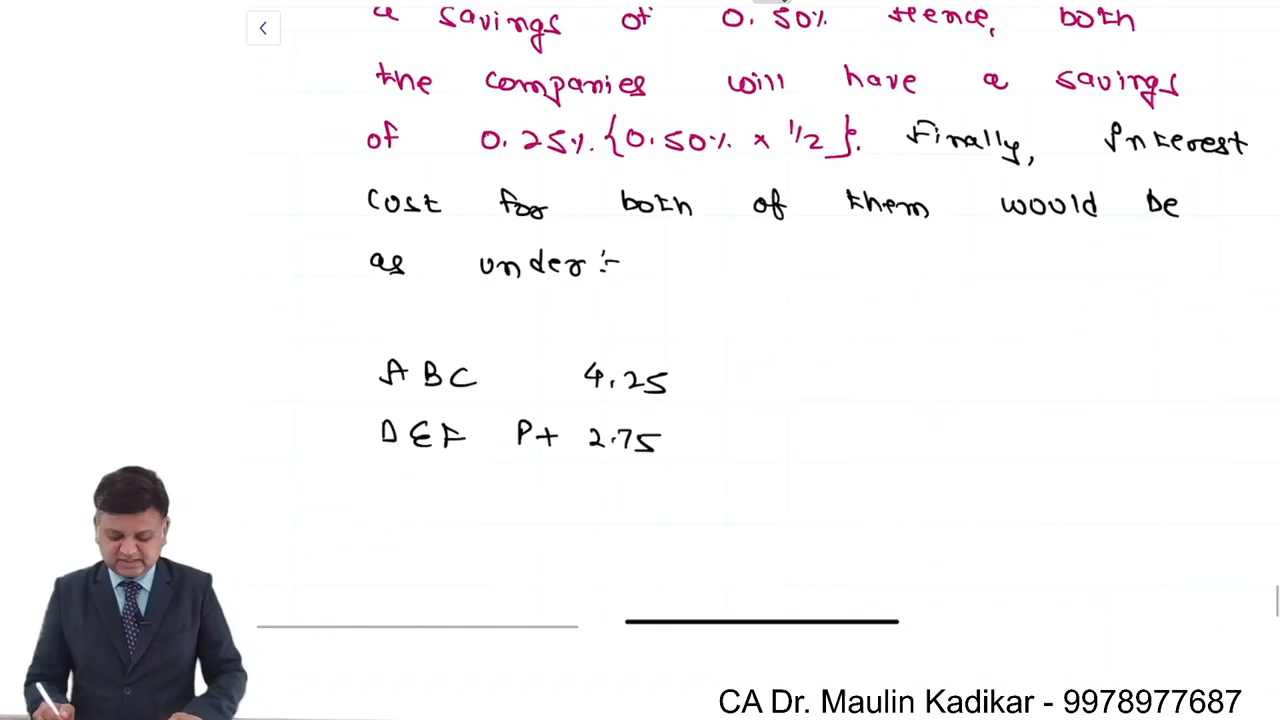 a savings of 0.50% Hence, both
the companies will have a savings
of 0.25%. {0.50% x 1/2}. Finally, Interest
cost for both of them would be
as under:-
ABC 4.25
DEF P+ 2.75
CA Dr. Maulin Kadikar - 9978977687